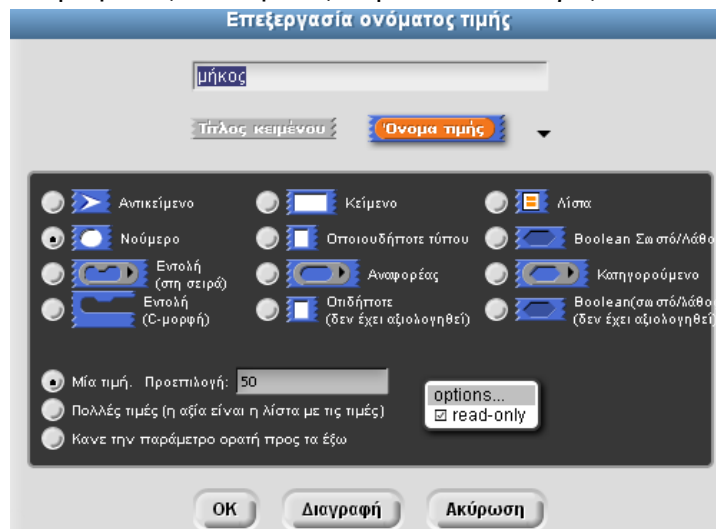 Επεξεργασία ονόματος τιμής
μήκος
Τίτλος κειμένου Όνομα τιμής
Αντικείμενο Κείμενο Λίστα
Νούμερο Οποιουδήποτε τύπου Boolean Σωστό/Λάθο
Εντολή (στη σειρά) Αναφορέας Κατηγορούμενο
Εντολή (C-μορφή) Οτιδήποτε (δεν έχει αξιολογηθεί) Boolean(σωστό/λάθο (δεν έχει αξιολογηθεί)
Μία τιμή. Προεπιλογή: 50
options...
Πολλές τιμές (η αξία είναι η λίστα με τις τιμές)
read-only
Κανε την παράμετρο ορατή προς τα έξω
OK Διαγραφή Ακύρωση